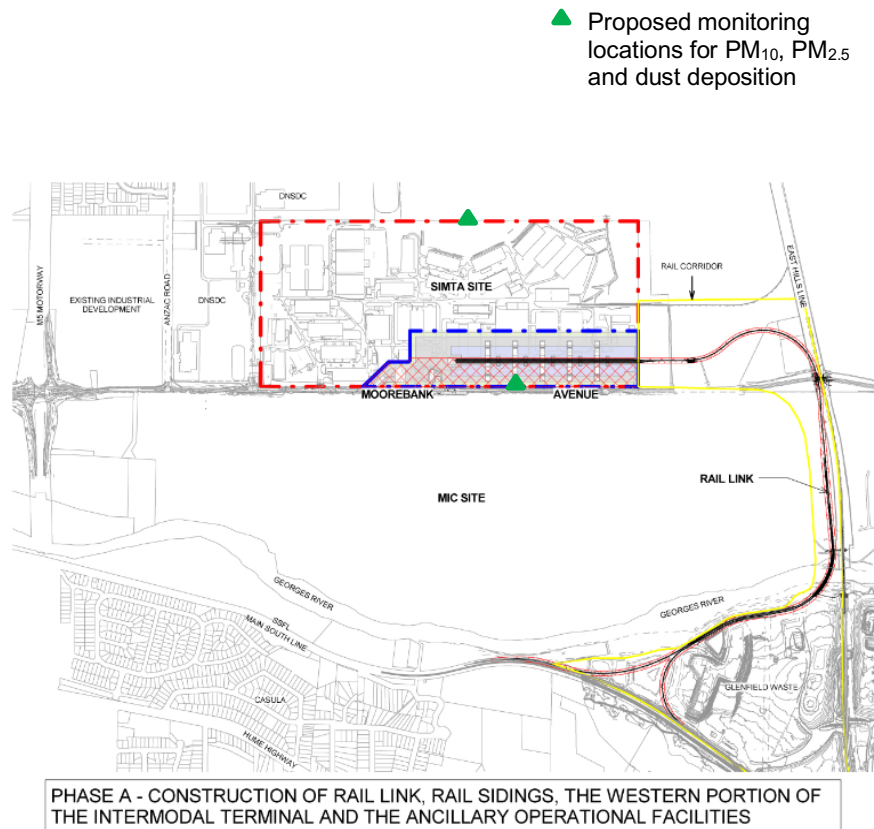 Proposed monitoring
locations for PM₁₀, PM₂.₅
and dust deposition
DNSDC
M5 MOTORWAY
EXISTING INDUSTRIAL
DEVELOPMENT
ANZAC ROAD
DNSDC
SIMTA SITE
RAIL CORRIDOR
EAST HILLS LINE
MOOREBANK
AVENUE
MIC SITE
RAIL LINK
GEORGES RIVER
GEORGES RIVER
SSFL
MAIN SOUTH LINE
CASULA
GLENFIELD WASTE
HUME HIGHWAY
PHASE A - CONSTRUCTION OF RAIL LINK, RAIL SIDINGS, THE WESTERN PORTION OF
THE INTERMODAL TERMINAL AND THE ANCILLARY OPERATIONAL FACILITIES